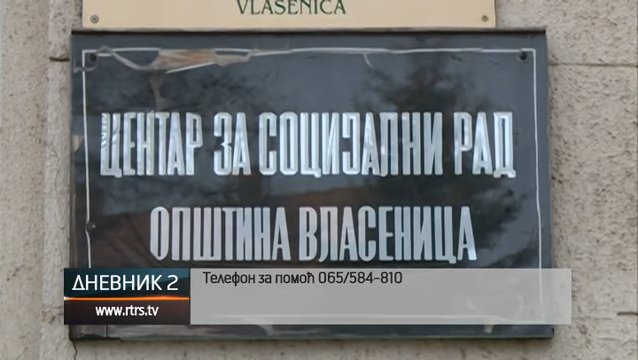 VLASENICA
ЦЕНТАР ЗА СОЦИЈАЛНИ РАД
ОПШТИНА ВЛАСЕНИЦА
ДНЕВНИК 2
Телефон за помоћ 065/584-810
www.rtrs.tv